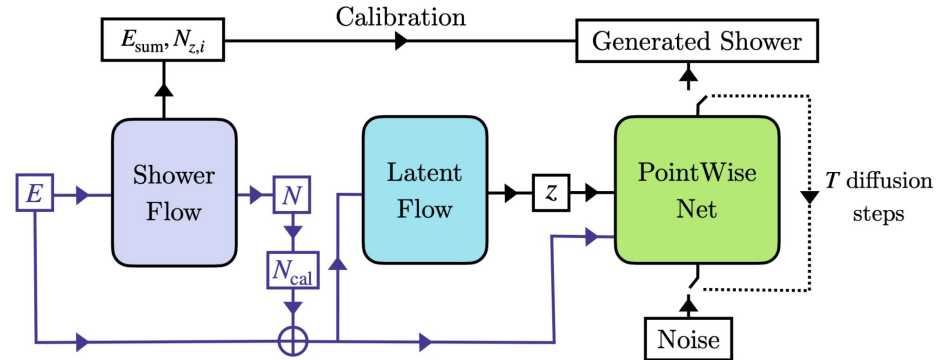 Calibration
E_sum, N_z,i
Generated Shower
E
Shower
Flow
N
N_cal
Latent
Flow
z
PointWise
Net
T diffusion
steps
Noise